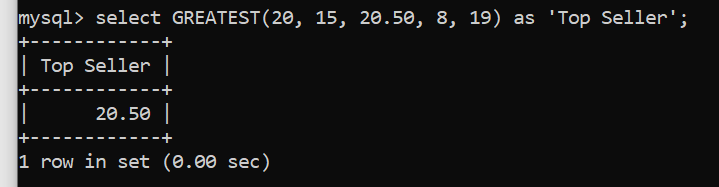 mysql> select GREATEST(20, 15, 20.50, 8, 19) as 'Top Seller';
+------------+
| Top Seller |
+------------+
|      20.50 |
+------------+
1 row in set (0.00 sec)